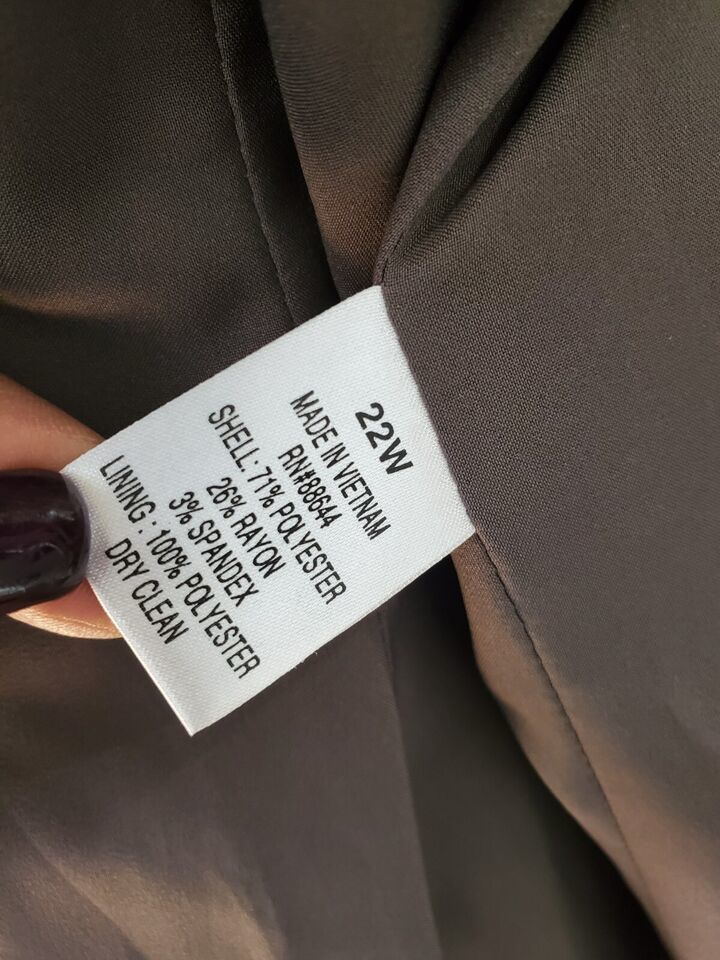 22W
MADE IN VIETNAM
RN#88644
SHELL: 71% POLYESTER
26% RAYON
3% SPANDEX
LINING : 100% POLYESTER
DRY CLEAN